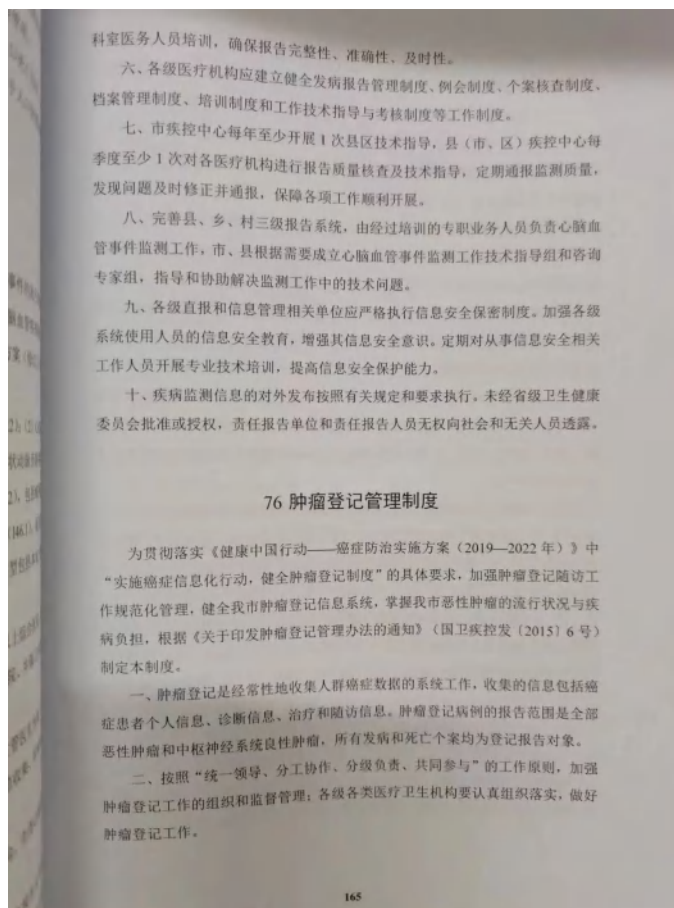 科室医务人员培训，确保报告完整性、准确性、及时性。
六、各级医疗机构应建立健全发病报告管理制度、例会制度、个案核查制度、
档案管理制度、培训制度和工作技术指导与考核制度等工作制度。
七、市疾控中心每年至少开展 1 次县区技术指导，县（市、区）疾控中心每
季度至少 1 次对各医疗机构进行报告质量核查及技术指导，定期通报监测质量，
发现问题及时修正并通报，保障各项工作顺利开展。
八、完善县、乡、村三级报告系统，由经过培训的专职业务人员负责心脑血
管事件监测工作，市、县根据需要成立心脑血管事件监测工作技术指导组和咨询
专家组，指导和协助解决监测工作中的技术问题。
九、各级直报和信息管理相关单位应严格执行信息安全保密制度。加强各级
系统使用人员的信息安全教育，增强其信息安全意识。定期对从事信息安全相关
工作人员开展专业技术培训，提高信息安全保护能力。
十、疾病监测信息的对外发布按照有关规定和要求执行，未经省级卫生健康
委员会批准或授权，责任报告单位和责任报告人员无权向社会和无关人员透露。
76 肿瘤登记管理制度
为贯彻落实《健康中国行动——癌症防治实施方案（2019—2022 年）》中
“实施癌症信息化行动，健全肿瘤登记制度”的具体要求，加强肿瘤登记随访工
作规范化管理，健全我市肿瘤登记信息系统，掌握我市恶性肿瘤的流行状况与疾
病负担，根据《关于印发肿瘤登记管理办法的通知》（国卫疾控发〔2015〕6 号）
制定本制度。
一、肿瘤登记是经常性地收集人群癌症数据的系统工作，收集的信息包括癌
症患者个人信息、诊断信息、治疗和随访信息。肿瘤登记病例的报告范围是全部
恶性肿瘤和中枢神经系统良性肿瘤，所有发病和死亡个案均为登记报告对象。
二、按照“统一领导、分工协作、分级负责、共同参与”的工作原则，加强
肿瘤登记工作的组织和监督管理；各级各类医疗卫生机构要认真组织落实，做好
肿瘤登记工作。
165